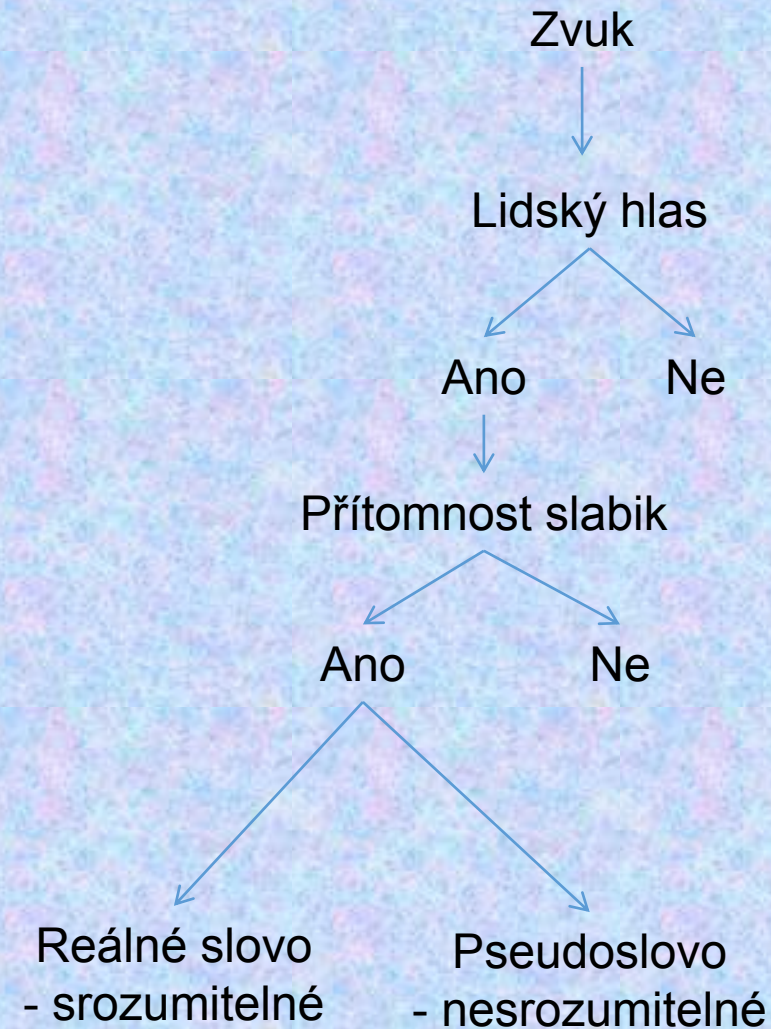 Zvuk
Lidský hlas
Ano Ne
Přítomnost slabik
Ano Ne
Reálné slovo
- srozumitelné
Pseudoslovo
- nesrozumitelné